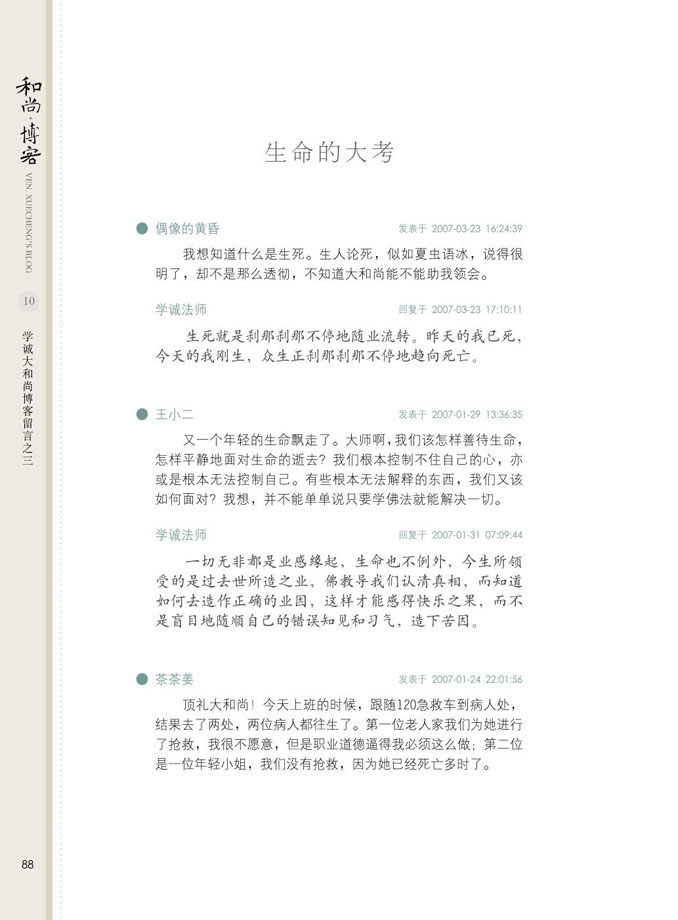 和尚·博客
VEN. XUECHENG'S BLOG
10
学诚大和尚博客留言之三
生命的大考
偶像的黄昏 发表于 2007-03-23 16:24:39
我想知道什么是生死。生人论死，似如夏虫语冰，说得很
明了，却不是那么透彻，不知道大和尚能不能助我领会。
学诚法师 回复于 2007-03-23 17:10:11
生死就是刹那刹那不停地随业流转。昨天的我已死，
今天的我刚生，众生正刹那刹那不停地趋向死亡。
王小二 发表于 2007-01-29 13:36:35
又一个年轻的生命飘走了。大师啊，我们该怎样善待生命，
怎样平静地面对生命的逝去？我们根本控制不住自己的心，亦
或是根本无法控制自己。有些根本无法解释的东西，我们又该
如何面对？我想，并不能单单说只要学佛法就能解决一切。
学诚法师 回复于 2007-01-31 07:09:44
一切无非都是业感缘起，生命也不例外，今生所领
受的是过去世所造之业，佛教导我们认清真相，而知道
如何去造作正确的业因，这样才能感得快乐之果，而不
是盲目地随顺自己的错误知见和习气，造下苦因。
茶茶姜 发表于 2007-01-24 22:01:56
顶礼大和尚！今天上班的时候，跟随120急救车到病人处，
结果去了两处，两位病人都往生了。第一位老人家我们为她进行
了抢救，我很不愿意，但是职业道德逼得我必须这么做；第二位
是一位年轻小姐，我们没有抢救，因为她已经死亡多时了。
88